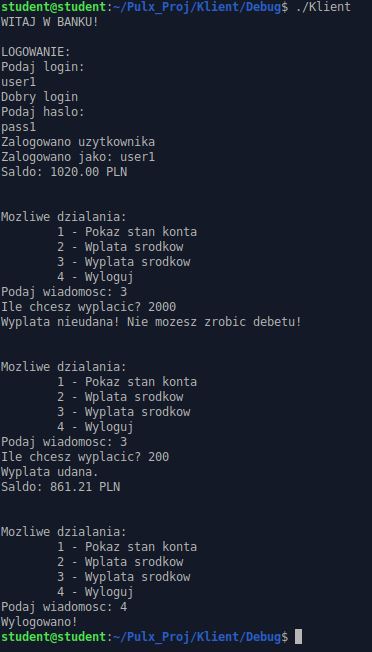 student@student:~/Pulx_Proj/Klient/Debug$ ./Klient
WITAJ W BANKU!
LOGOWANIE:
Podaj login:
user1
Dobry login
Podaj haslo:
pass1
Zalogowano uzytkownika
Zalogowano jako: user1
Saldo: 1020.00 PLN
Mozliwe dzialania:
1 - Pokaz stan konta
2 - Wplata srodkow
3 - Wyplata srodkow
4 - Wyloguj
Podaj wiadomosc: 3
Ile chcesz wyplacic? 2000
Wyplata nieudana! Nie mozesz zrobic debetu!
Mozliwe dzialania:
1 - Pokaz stan konta
2 - Wplata srodkow
3 - Wyplata srodkow
4 - Wyloguj
Podaj wiadomosc: 3
Ile chcesz wyplacic? 200
Wyplata udana.
Saldo: 861.21 PLN
Mozliwe dzialania:
1 - Pokaz stan konta
2 - Wplata srodkow
3 - Wyplata srodkow
4 - Wyloguj
Podaj wiadomosc: 4
Wylogowano!
student@student:~/Pulx_Proj/Klient/Debug$